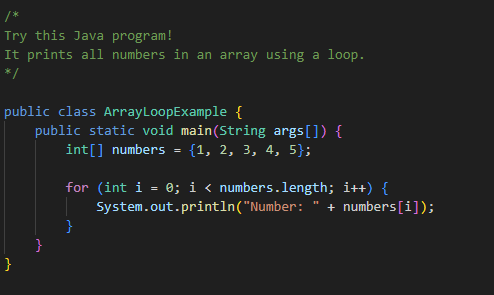 /*
Try this Java program!
It prints all numbers in an array using a loop.
*/
public class ArrayLoopExample {
    public static void main(String args[]) {
        int[] numbers = {1, 2, 3, 4, 5};
        for (int i = 0; i < numbers.length; i++) {
            System.out.println("Number: " + numbers[i]);
        }
    }
}